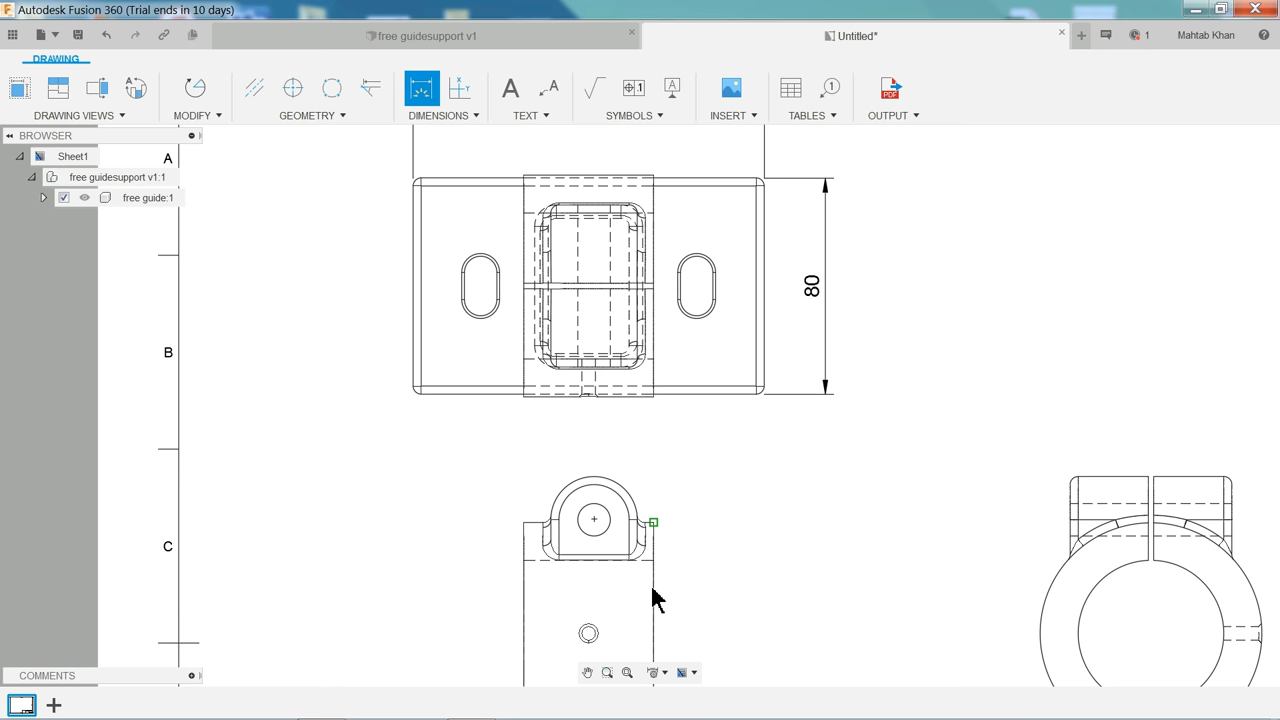 Autodesk Fusion 360 (Trial ends in 10 days)
free guidesupport v1
Untitled*
1
Mahtab Khan
DRAWING
DRAWING VIEWS
MODIFY
GEOMETRY
DIMENSIONS
TEXT
SYMBOLS
INSERT
TABLES
OUTPUT
BROWSER
Sheet1
free guidesupport v1:1
free guide:1
A
B
C
80
COMMENTS